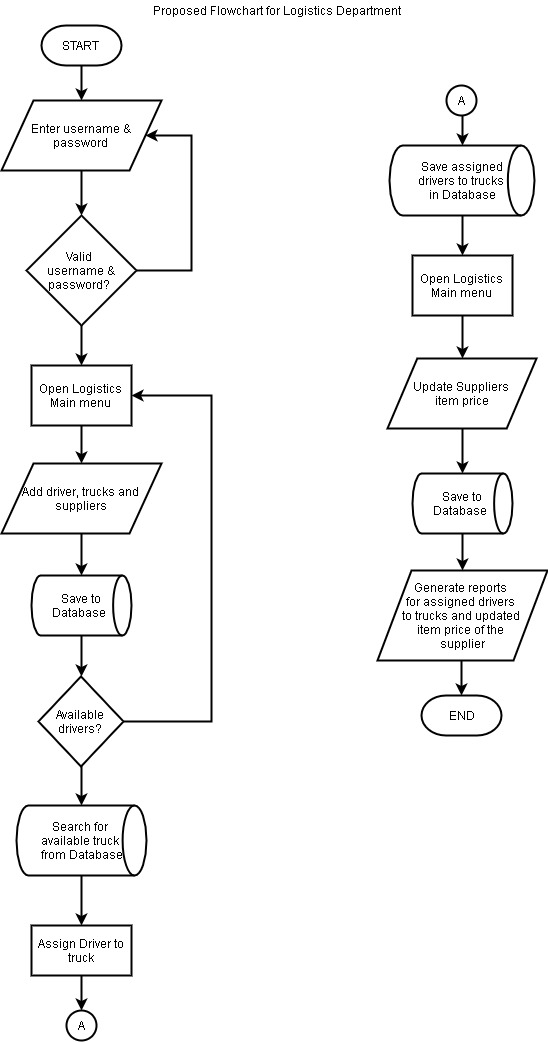 Proposed Flowchart for Logistics Department
START
Enter username &
password
Valid
username &
password?
Open Logistics
Main menu
Add driver, trucks and
suppliers
Save to
Database
Available
drivers?
Search for
available truck
from Database
Assign Driver to
truck
A
A
Save assigned
drivers to trucks
in Database
Open Logistics
Main menu
Update Suppliers
item price
Save to
Database
Generate reports
for assigned drivers
to trucks and updated
item price of the
supplier
END